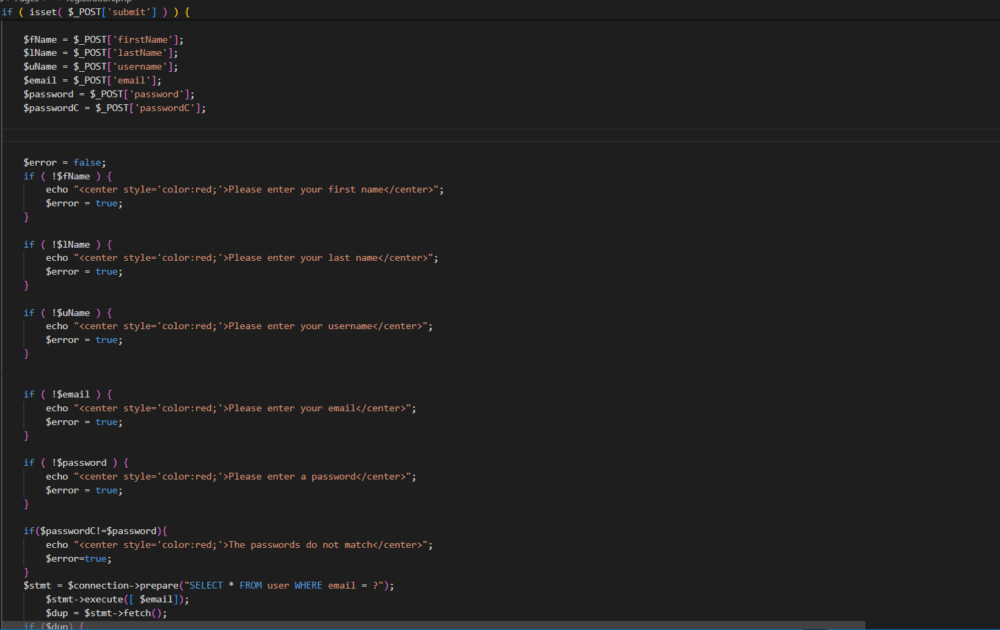 if ( isset( $_POST['submit'] ) ) {
$fName = $_POST['firstName'];
$lName = $_POST['lastName'];
$uName = $_POST['username'];
$email = $_POST['email'];
$password = $_POST['password'];
$passwordC = $_POST['passwordC'];
$error = false;
if ( !$fName ) {
echo "<center style='color:red;'>Please enter your first name</center>";
$error = true;
}
if ( !$lName ) {
echo "<center style='color:red;'>Please enter your last name</center>";
$error = true;
}
if ( !$uName ) {
echo "<center style='color:red;'>Please enter your username</center>";
$error = true;
}
if ( !$email ) {
echo "<center style='color:red;'>Please enter your email</center>";
$error = true;
}
if ( !$password ) {
echo "<center style='color:red;'>Please enter a password</center>";
$error = true;
}
if($passwordC!=$password){
echo "<center style='color:red;'>The passwords do not match</center>";
$error=true;
}
$stmt = $connection->prepare("SELECT * FROM user WHERE email = ?");
$stmt->execute([ $email]);
$dup = $stmt->fetch();
if ($dup) {